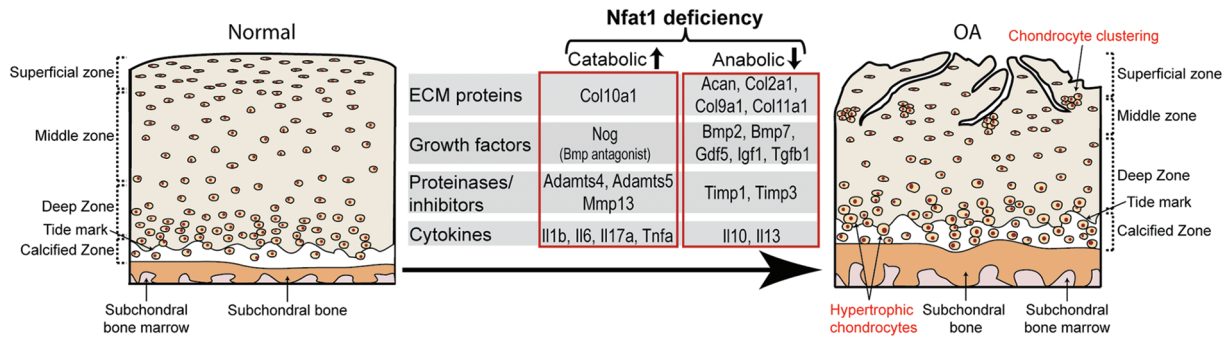 Normal
Superficial zone
Middle zone
Deep Zone
Tide mark
Calcified Zone
Subchondral
bone marrow
Subchondral bone
Nfat1 deficiency
Catabolic
Anabolic
ECM proteins
Col10a1
Acan, Col2a1,
Col9a1, Col11a1
Growth factors
Nog
(Bmp antagonist)
Bmp2, Bmp7,
Gdf5, Igf1, Tgfb1
Proteinases/
inhibitors
Adamts4, Adamts5
Mmp13
Timp1, Timp3
Cytokines
Il1b, Il6, Il17a, Tnfa
Il10, Il13
OA
Chondrocyte clustering
Superficial zone
Middle zone
Deep Zone
Tide mark
Calcified Zone
Hypertrophic
chondrocytes
Subchondral
bone
Subchondral
bone marrow